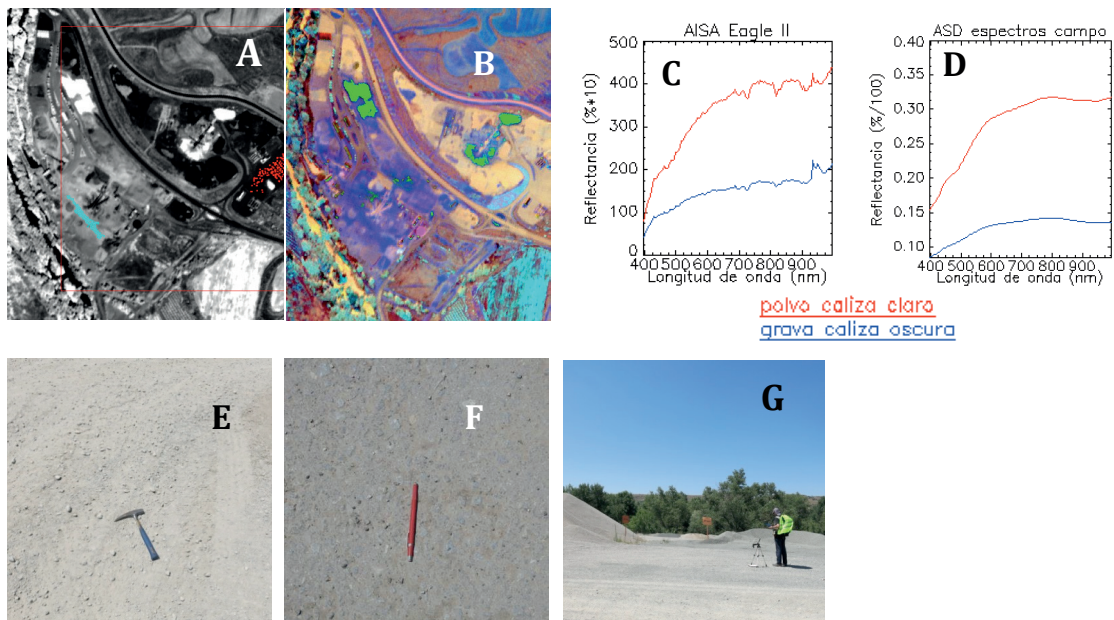 A
B
AISA Eagle II
C
Reflectancia (%*10)
500
400
300
200
100
0
400 500 600 700 800 900
Longitud de onda (nm)
ASD espectros campo
D
Reflectancia (%/100)
0.40
0.35
0.30
0.25
0.20
0.15
0.10
400 500 600 700 800 900
Longitud de onda (nm)
polvo caliza claro
grava caliza oscura
E
F
G